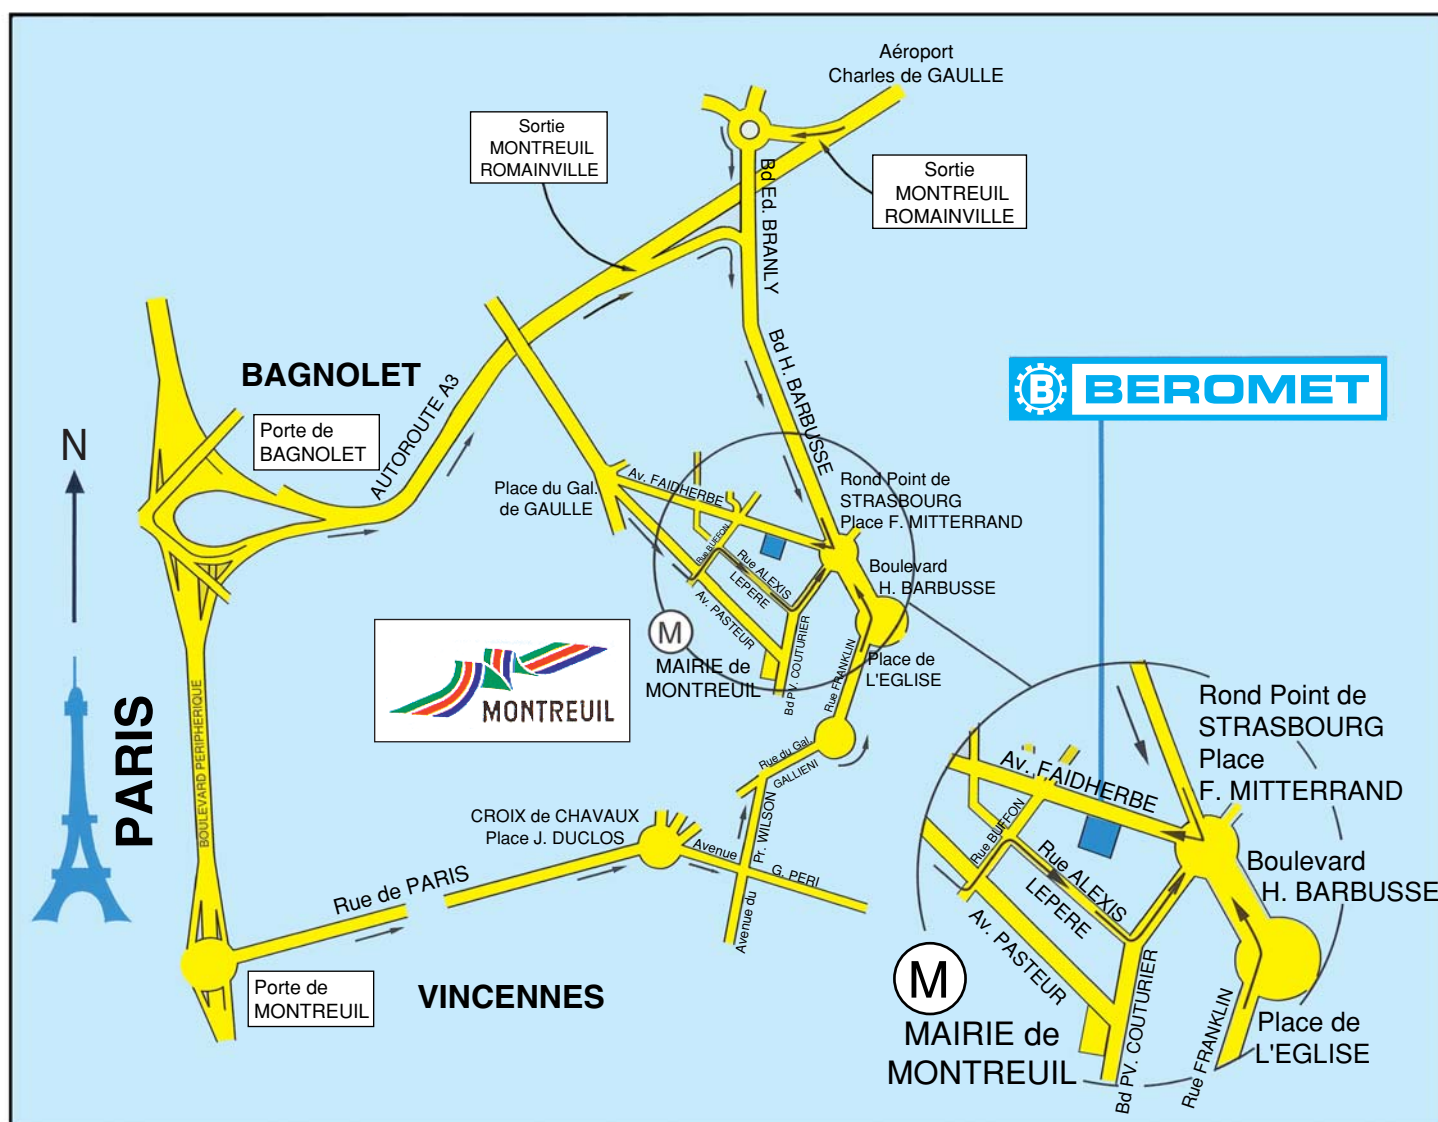 Aéroport
Charles de GAULLE
Sortie
MONTREUIL
ROMAINVILLE
Sortie
MONTREUIL
ROMAINVILLE
Bd Ed. BRANLY
Bd H. BARBUSSE
BAGNOLET
AUTOROUTE A3
Porte de
BAGNOLET
N
B BEROMET
Place du Gal.
de GAULLE
Av. FAIDHERBE
Rond Point de
STRASBOURG
Place F. MITTERRAND
Rue BUFFON
Rue ALEXIS
LEPERE
Boulevard
H. BARBUSSE
Av. PASTEUR
M
MAIRIE de
MONTREUIL
Bd PV. COUTURIER
Rue FRANKLIN
Place de
L'EGLISE
MONTREUIL
PARIS
BOULEVARD PERIPHERIQUE
Rue du Gal.
GALLIENI
CROIX de CHAVAUX
Place J. DUCLOS
Avenue
G. PERI
Avenue du
Pr. WILSON
Rue de PARIS
Porte de
MONTREUIL
VINCENNES
Rond Point de
STRASBOURG
Place
F. MITTERRAND
Av. FAIDHERBE
Rue BUFFON
Rue ALEXIS
LEPERE
Boulevard
H. BARBUSSE
Av. PASTEUR
M
MAIRIE de
MONTREUIL
Bd PV. COUTURIER
Rue FRANKLIN
Place de
L'EGLISE